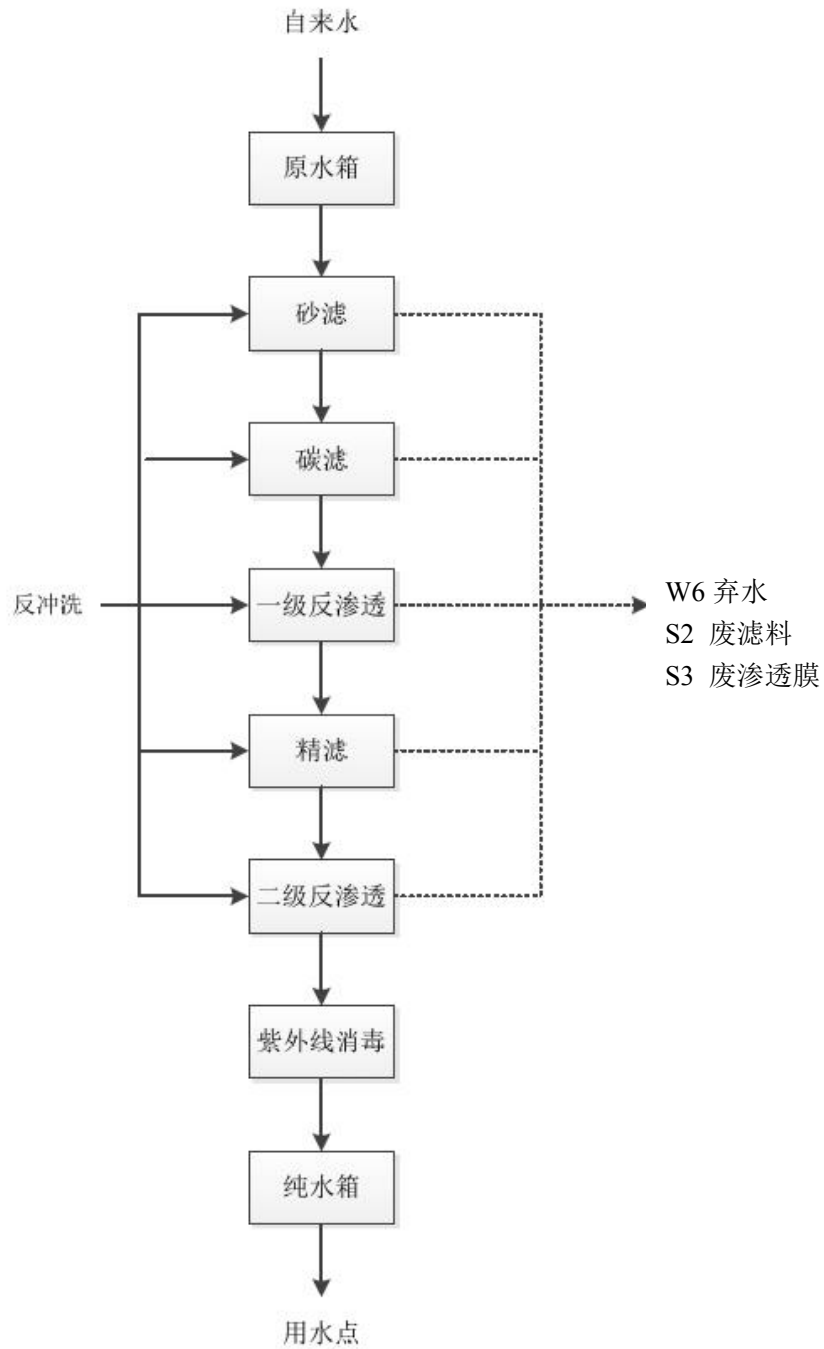 自来水
原水箱
砂滤
碳滤
反冲洗
一级反渗透
W6 弃水
S2 废滤料
S3 废渗透膜
精滤
二级反渗透
紫外线消毒
纯水箱
用水点